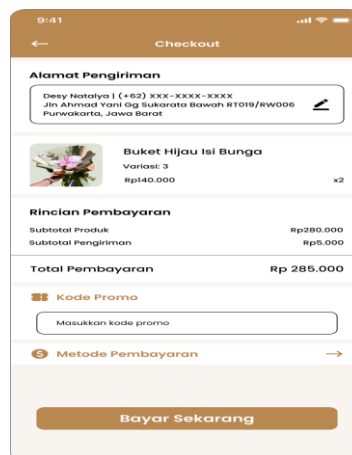 9:41
Checkout
Alamat Pengiriman
Desy Natalya | (+62) XXX-XXXX-XXXX
Jln Ahmad Yani Gg Sukarata Bawah RT019/RW006
Purwakarta, Jawa Barat
Buket Hijau Isi Bunga
Variasi: 3
Rp140.000 x2
Rincian Pembayaran
Subtotal Produk Rp280.000
Subtotal Pengiriman Rp5.000
Total Pembayaran Rp 285.000
Kode Promo
Masukkan kode promo
Metode Pembayaran
Bayar Sekarang